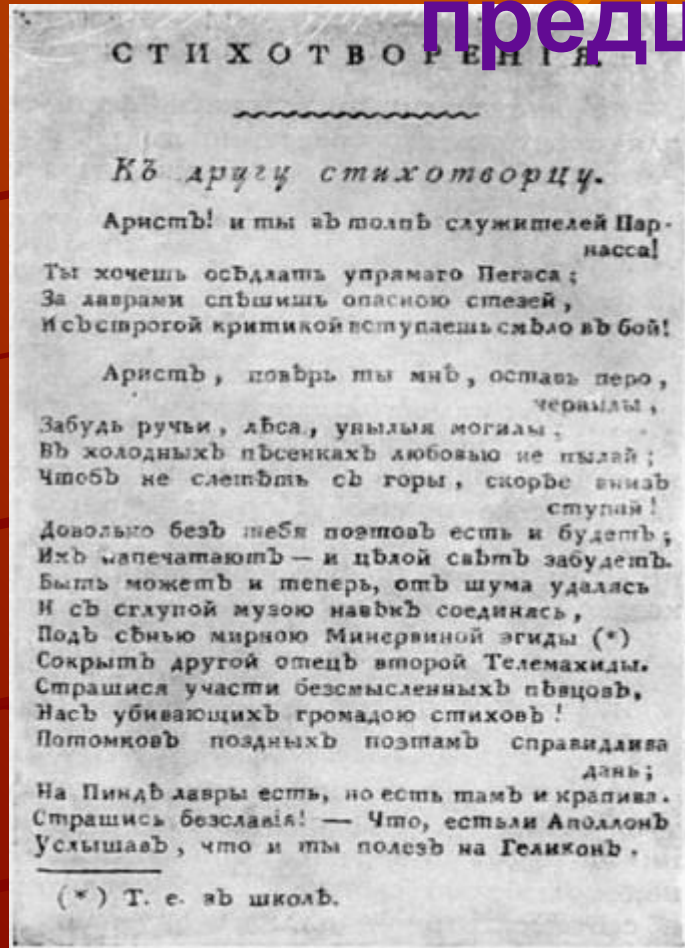 предш
СТИХОТВОРЕНІЯ.
Къ другу стихотворцу.
Аристъ! и ты въ толпѣ служителей Пар-
насса!
Ты хочешь осѣдлать упрямаго Пегаса;
За лаврами спѣшишь опасною стезей,
И съ строгой критикой вступаешь смѣло въ бой!
Аристъ, повѣрь ты мнѣ, оставь перо,
чернилы,
Забудь ручьи, лѣса, унылыя могилы,
Въ холодныхъ пѣсенкахъ любовью не пылай;
Чтобъ не слетѣть съ горы, скорѣе внизъ
ступай!
Довольно безъ тебя поэтовъ есть и будетъ;
Ихъ напечатаютъ — и цѣлой свѣтъ забудетъ.
Быть можетъ и теперь, отъ шума удалясь
И съ глупой музою навѣкъ соединясь,
Подъ сѣнью мирною Минервиной эгиды (*)
Сокрытъ другой отецъ второй Телемахиды.
Страшися участи безсмысленныхъ пѣвцовъ,
Насъ убивающихъ громадою стиховъ!
Потомковъ поздныхъ поэтамъ справидлива
дань;
На Пиндѣ лавры есть, но есть тамъ и крапива.
Страшись безславія! — Что, естьли Аполлонъ
Услышавъ, что и ты полезъ на Геликонъ,
(*) Т. е. въ школѣ.